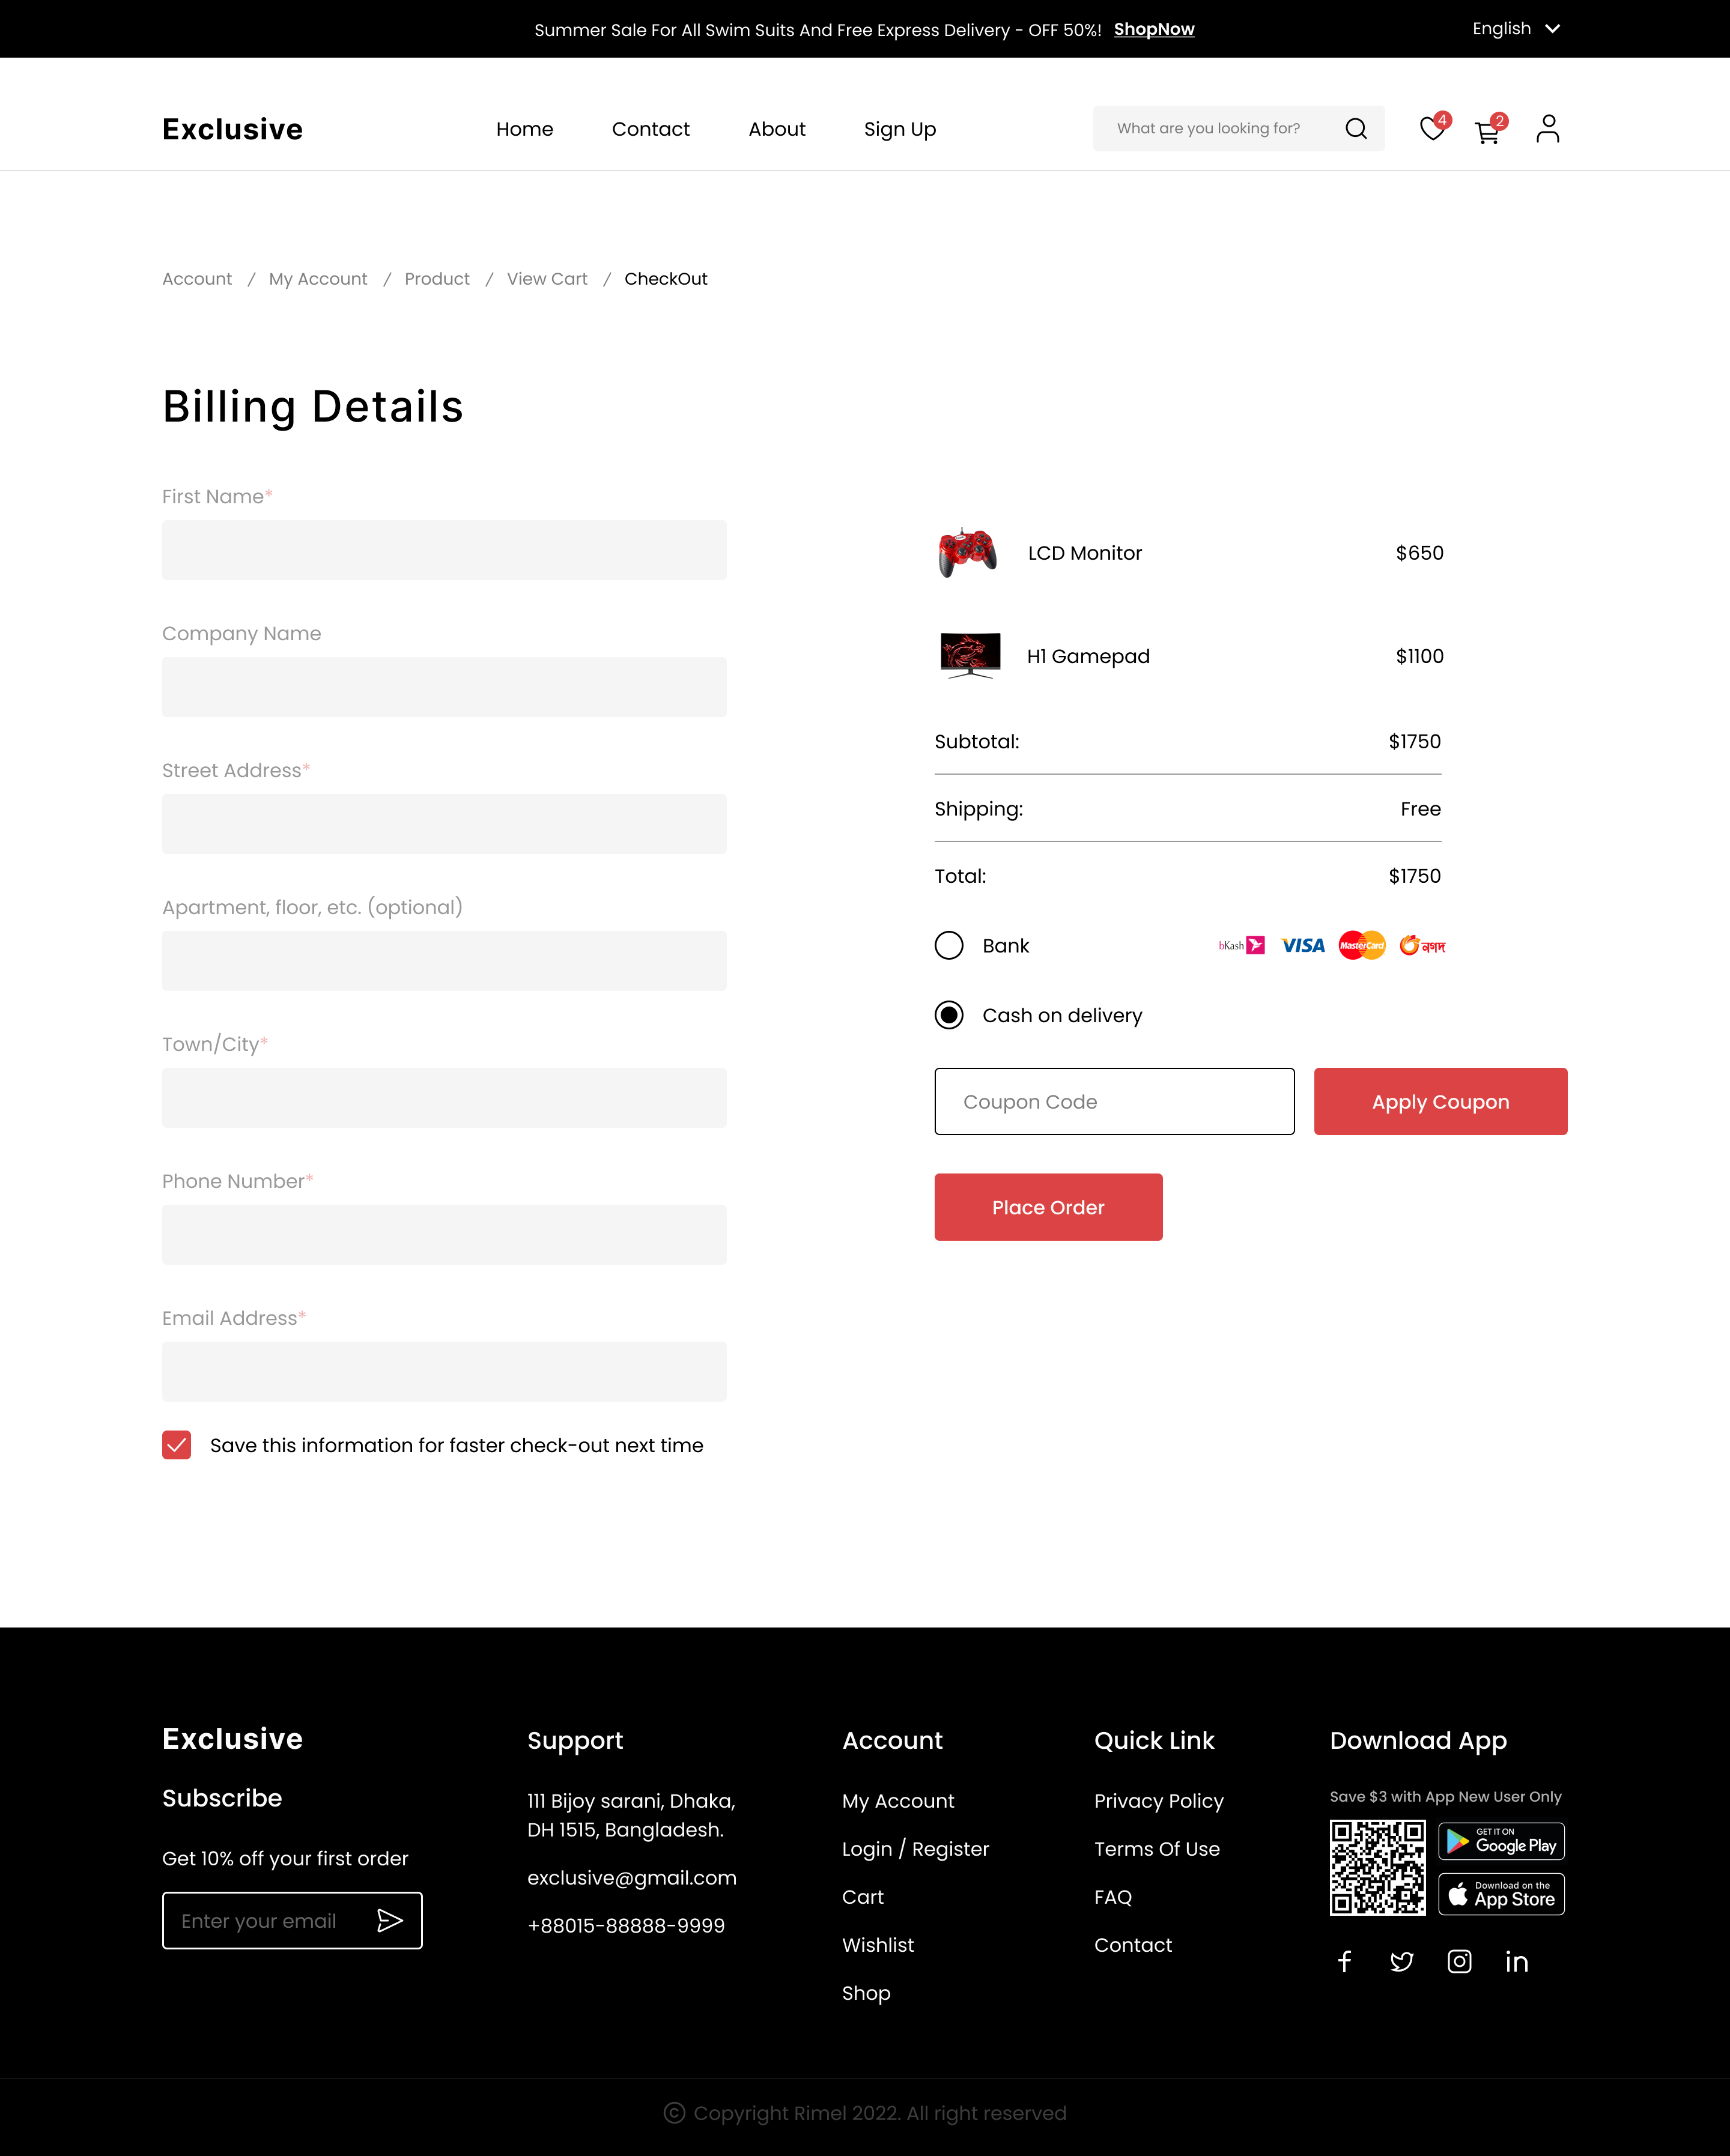 Summer Sale For All Swim Suits And Free Express Delivery - OFF 50%! ShopNow
English
Exclusive
Home
Contact
About
Sign Up
What are you looking for?
4
2
Account / My Account / Product / View Cart / CheckOut
Billing Details
First Name*
Company Name
Street Address*
Apartment, floor, etc. (optional)
Town/City*
Phone Number*
Email Address*
Save this information for faster check-out next time
LCD Monitor $650
H1 Gamepad $1100
Subtotal: $1750
Shipping: Free
Total: $1750
Bank
bKash VISA MasterCard নগদ
Cash on delivery
Coupon Code
Apply Coupon
Place Order
Exclusive
Subscribe
Get 10% off your first order
Enter your email
Support
111 Bijoy sarani, Dhaka,
DH 1515, Bangladesh.
exclusive@gmail.com
+88015-88888-9999
Account
My Account
Login / Register
Cart
Wishlist
Shop
Quick Link
Privacy Policy
Terms Of Use
FAQ
Contact
Download App
Save $3 with App New User Only
GET IT ON
Google Play
Download on the
App Store
© Copyright Rimel 2022. All right reserved